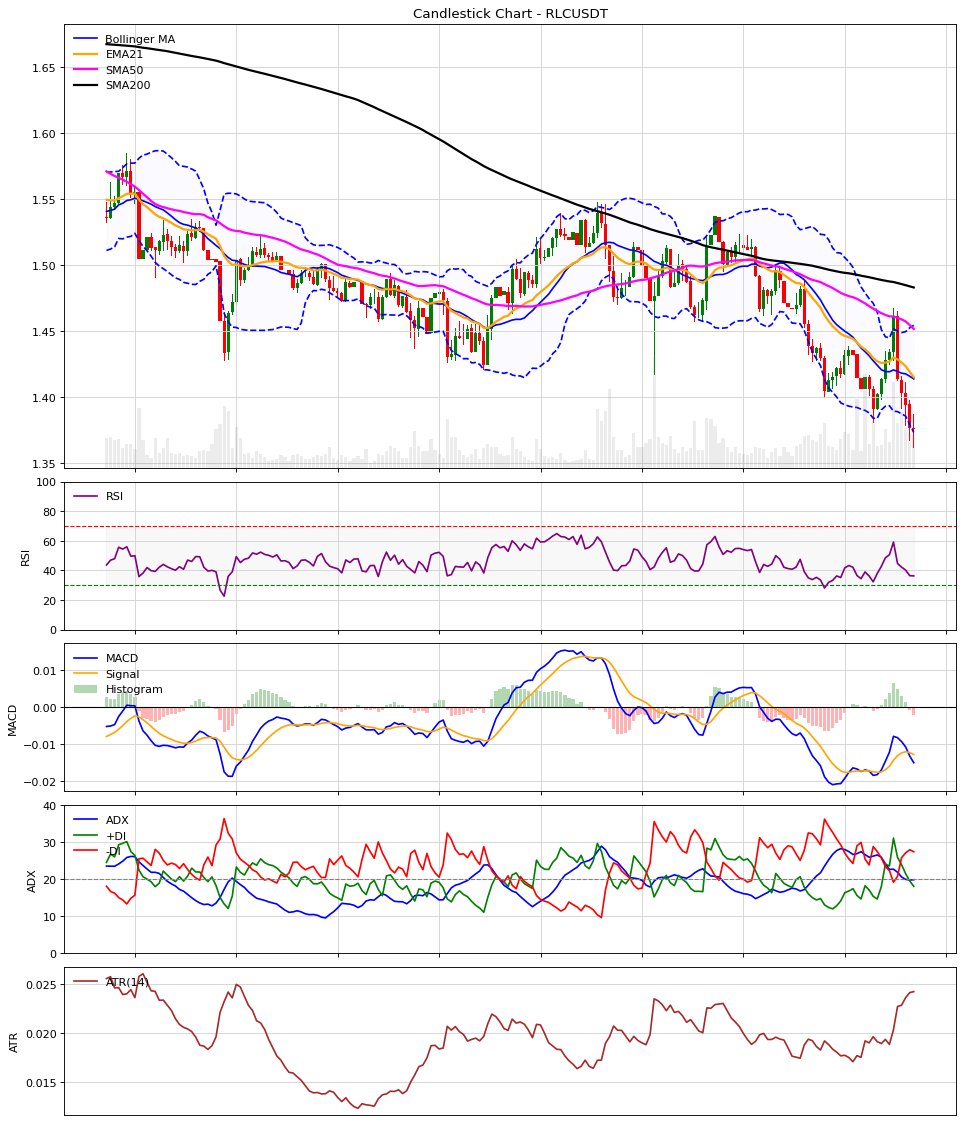 Candlestick Chart - RLCUSDT
Bollinger MA
EMA21
SMA50
SMA200
1.65
1.60
1.55
1.50
1.45
1.40
1.35
RSI
RSI
100
80
60
40
20
0
MACD
Signal
Histogram
MACD
0.01
0.00
−0.01
−0.02
ADX
+DI
-DI
ADX
40
30
20
10
0
ATR(14)
ATR
0.025
0.020
0.015